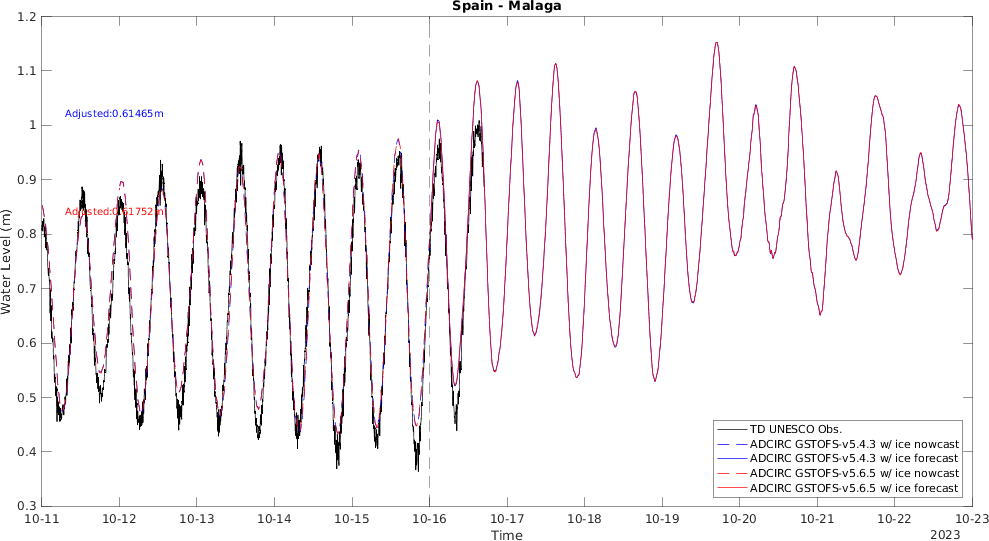 Spain - Malaga
Water Level (m)
1.2
1.1
1
0.9
0.8
0.7
0.6
0.5
0.4
0.3
Adjusted:0.61465m
Adjusted:0.61752m
TD UNESCO Obs.
ADCIRC GSTOFS-v5.4.3 w/ ice nowcast
ADCIRC GSTOFS-v5.4.3 w/ ice forecast
ADCIRC GSTOFS-v5.6.5 w/ ice nowcast
ADCIRC GSTOFS-v5.6.5 w/ ice forecast
10-11 10-12 10-13 10-14 10-15 10-16 10-17 10-18 10-19 10-20 10-21 10-22 10-23
Time
2023